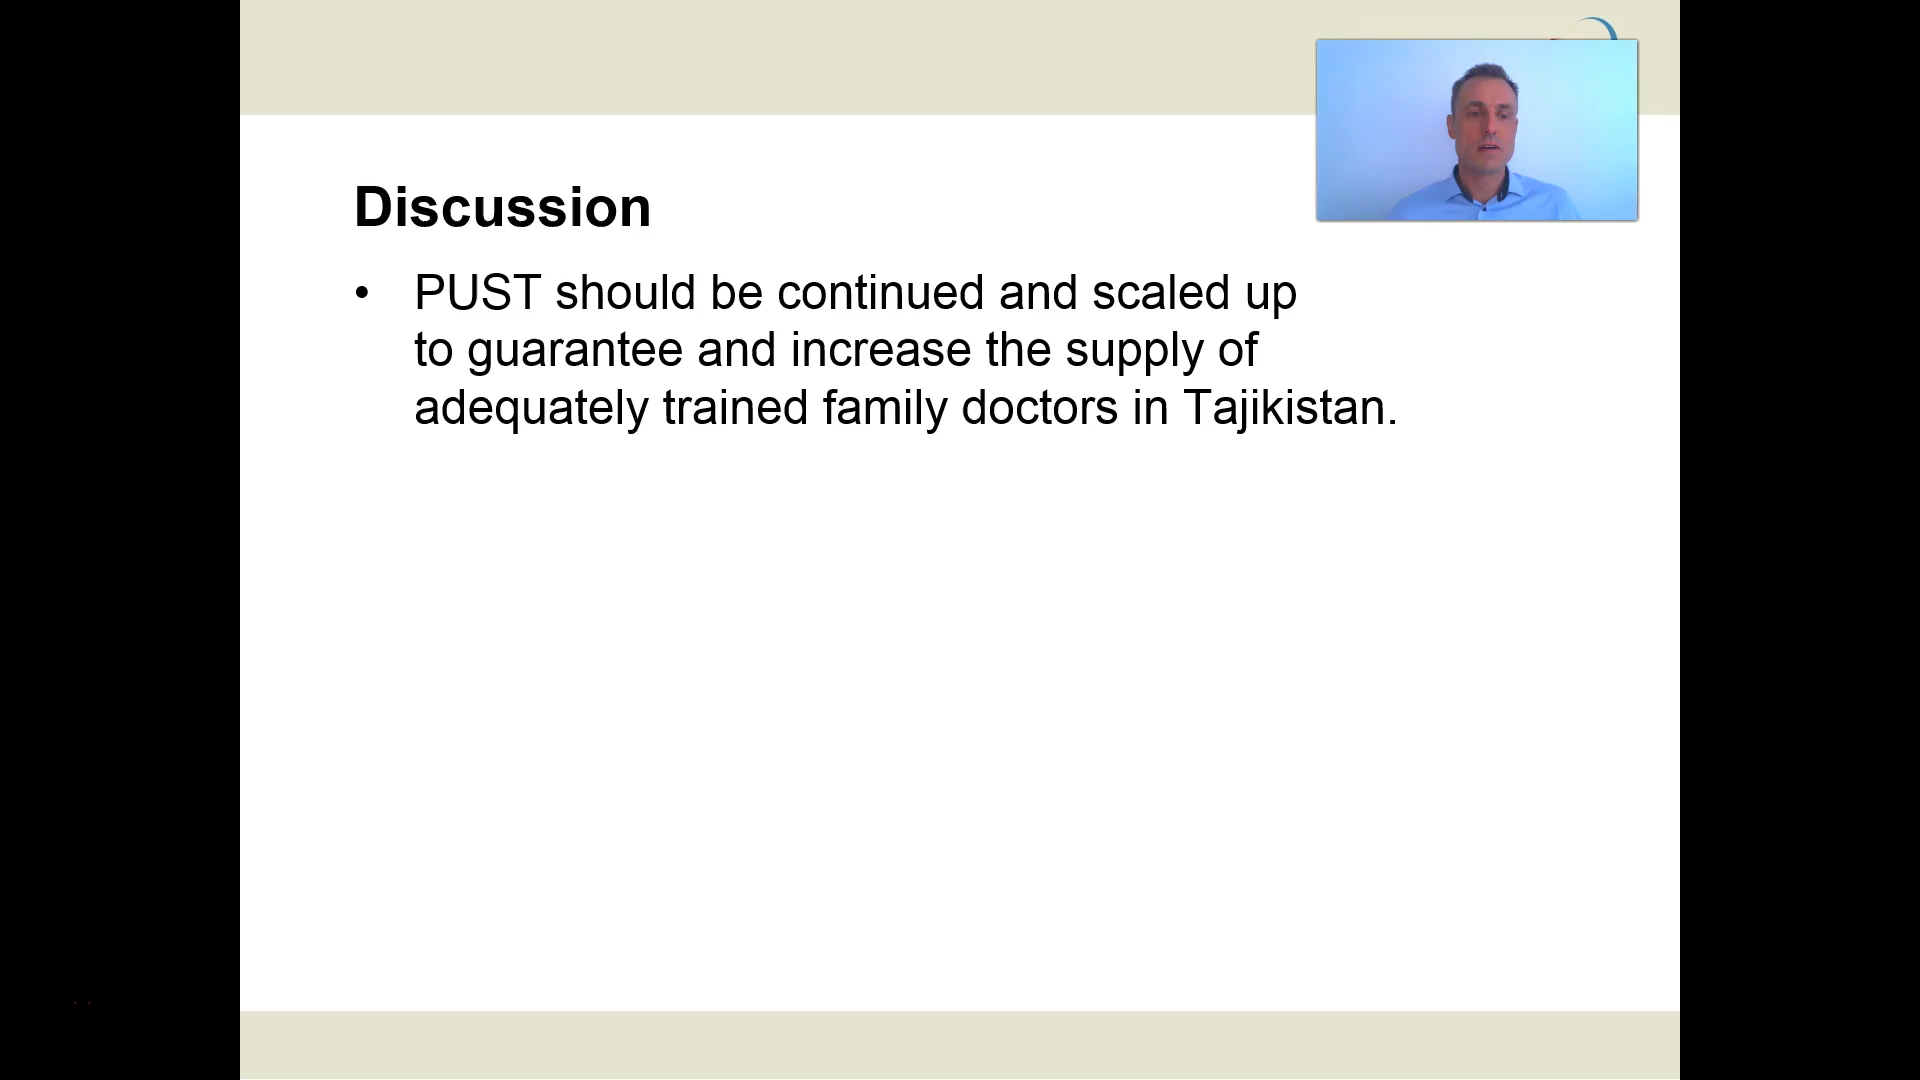 Discussion
• PUST should be continued and scaled up
to guarantee and increase the supply of
adequately trained family doctors in Tajikistan.